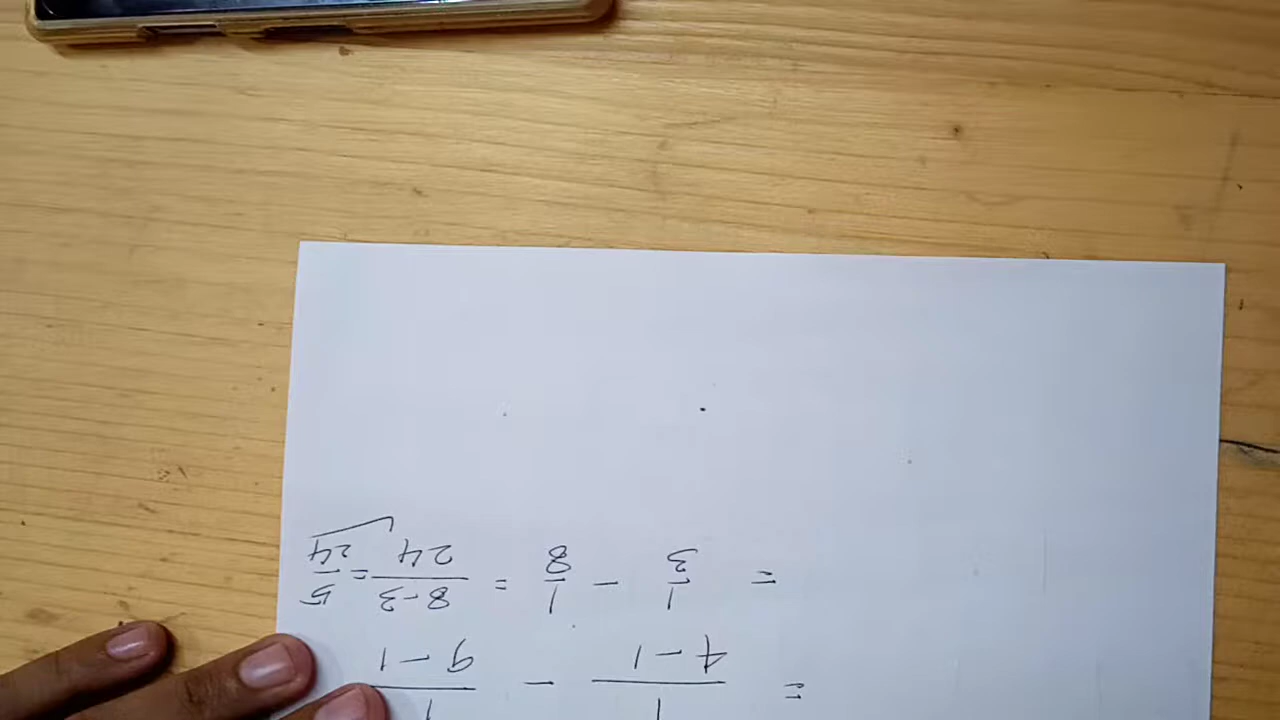 = 1/(4-1) - 1/(9-1)
= 1/3 - 1/8 = (8-3)/24 = 5/24